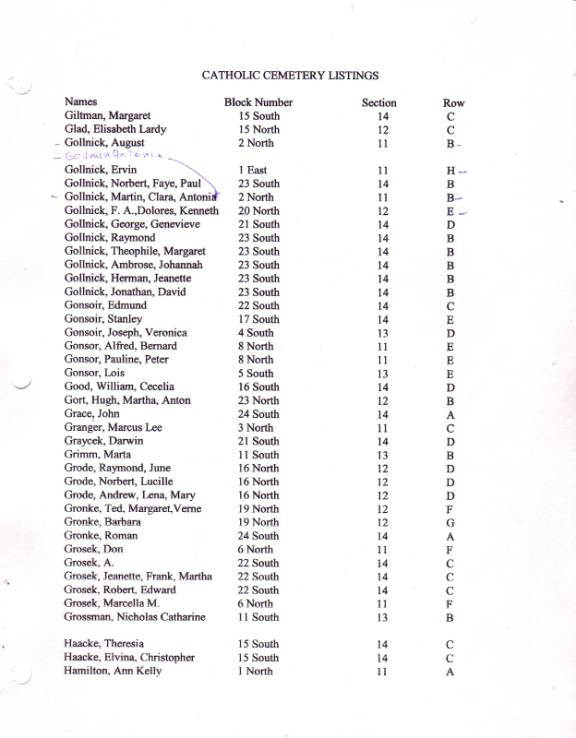 CATHOLIC CEMETERY LISTINGS
Names Block Number Section Row
Giltman, Margaret 15 South 14 C
Glad, Elisabeth Lardy 15 North 12 C
- Gollnick, August 2 North 11 B -
- Gollnick Antonia -
Gollnick, Ervin 1 East 11 H -
Gollnick, Norbert, Faye, Paul 23 South 14 B
- Gollnick, Martin, Clara, Antonia 2 North 11 B -
Gollnick, F. A.,Dolores, Kenneth 20 North 12 E -
Gollnick, George, Genevieve 21 South 14 D
Gollnick, Raymond 23 South 14 B
Gollnick, Theophile, Margaret 23 South 14 B
Gollnick, Ambrose, Johannah 23 South 14 B
Gollnick, Herman, Jeanette 23 South 14 B
Gollnick, Jonathan, David 23 South 14 B
Gonsoir, Edmund 22 South 14 C
Gonsoir, Stanley 17 South 14 E
Gonsoir, Joseph, Veronica 4 South 13 D
Gonsor, Alfred, Bernard 8 North 11 E
Gonsor, Pauline, Peter 8 North 11 E
Gonsor, Lois 5 South 13 E
Good, William, Cecelia 16 South 14 D
Gort, Hugh, Martha, Anton 23 North 12 B
Grace, John 24 South 14 A
Granger, Marcus Lee 3 North 11 C
Graycek, Darwin 21 South 14 D
Grimm, Marta 11 South 13 B
Grode, Raymond, June 16 North 12 D
Grode, Norbert, Lucille 16 North 12 D
Grode, Andrew, Lena, Mary 16 North 12 D
Gronke, Ted, Margaret,Verne 19 North 12 F
Gronke, Barbara 19 North 12 G
Gronke, Roman 24 South 14 A
Grosek, Don 6 North 11 F
Grosek, A. 22 South 14 C
Grosek, Jeanette, Frank, Martha 22 South 14 C
Grosek, Robert, Edward 22 South 14 C
Grosek, Marcella M. 6 North 11 F
Grossman, Nicholas Catharine 11 South 13 B
Haacke, Theresia 15 South 14 C
Haacke, Elvina, Christopher 15 South 14 C
Hamilton, Ann Kelly 1 North 11 A